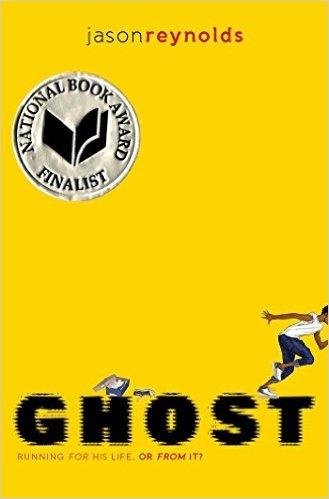 jasonreynolds
NATIONAL BOOK AWARD
FINALIST
GHOST
RUNNING FOR HIS LIFE, OR FROM IT?